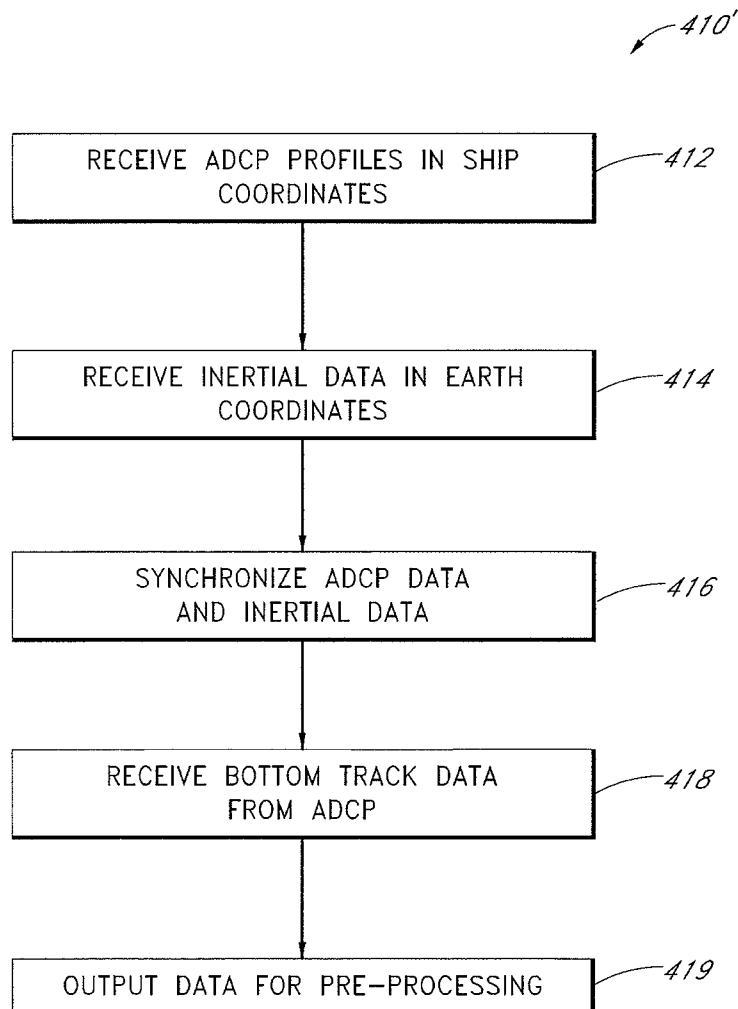 410'
RECEIVE ADCP PROFILES IN SHIP
COORDINATES
412
RECEIVE INERTIAL DATA IN EARTH
COORDINATES
414
SYNCHRONIZE ADCP DATA
AND INERTIAL DATA
416
RECEIVE BOTTOM TRACK DATA
FROM ADCP
418
OUTPUT DATA FOR PRE-PROCESSING
419